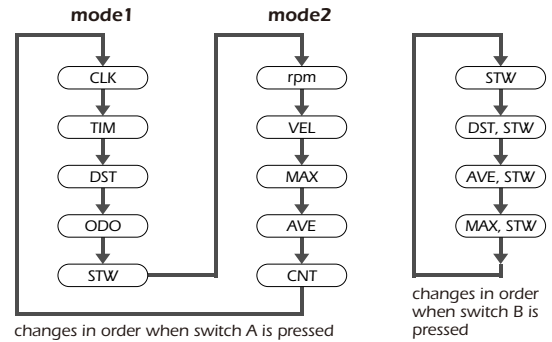 mode1
CLK
TIM
DST
ODO
STW
mode2
rpm
VEL
MAX
AVE
CNT
changes in order when switch A is pressed
STW
DST, STW
AVE, STW
MAX, STW
changes in order
when switch B is
pressed